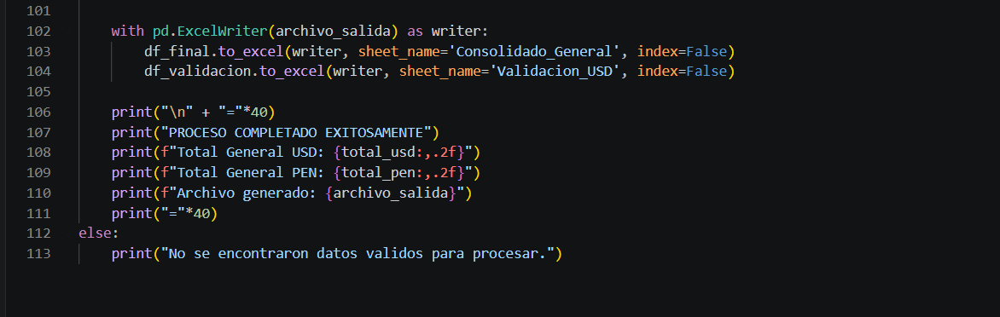 101
102 with pd.ExcelWriter(archivo_salida) as writer:
103 df_final.to_excel(writer, sheet_name='Consolidado_General', index=False)
104 df_validacion.to_excel(writer, sheet_name='Validacion_USD', index=False)
105
106 print("\n" + "="*40)
107 print("PROCESO COMPLETADO EXITOSAMENTE")
108 print(f"Total General USD: {total_usd:,.2f}")
109 print(f"Total General PEN: {total_pen:,.2f}")
110 print(f"Archivo generado: {archivo_salida}")
111 print("="*40)
112 else:
113 print("No se encontraron datos validos para procesar.")